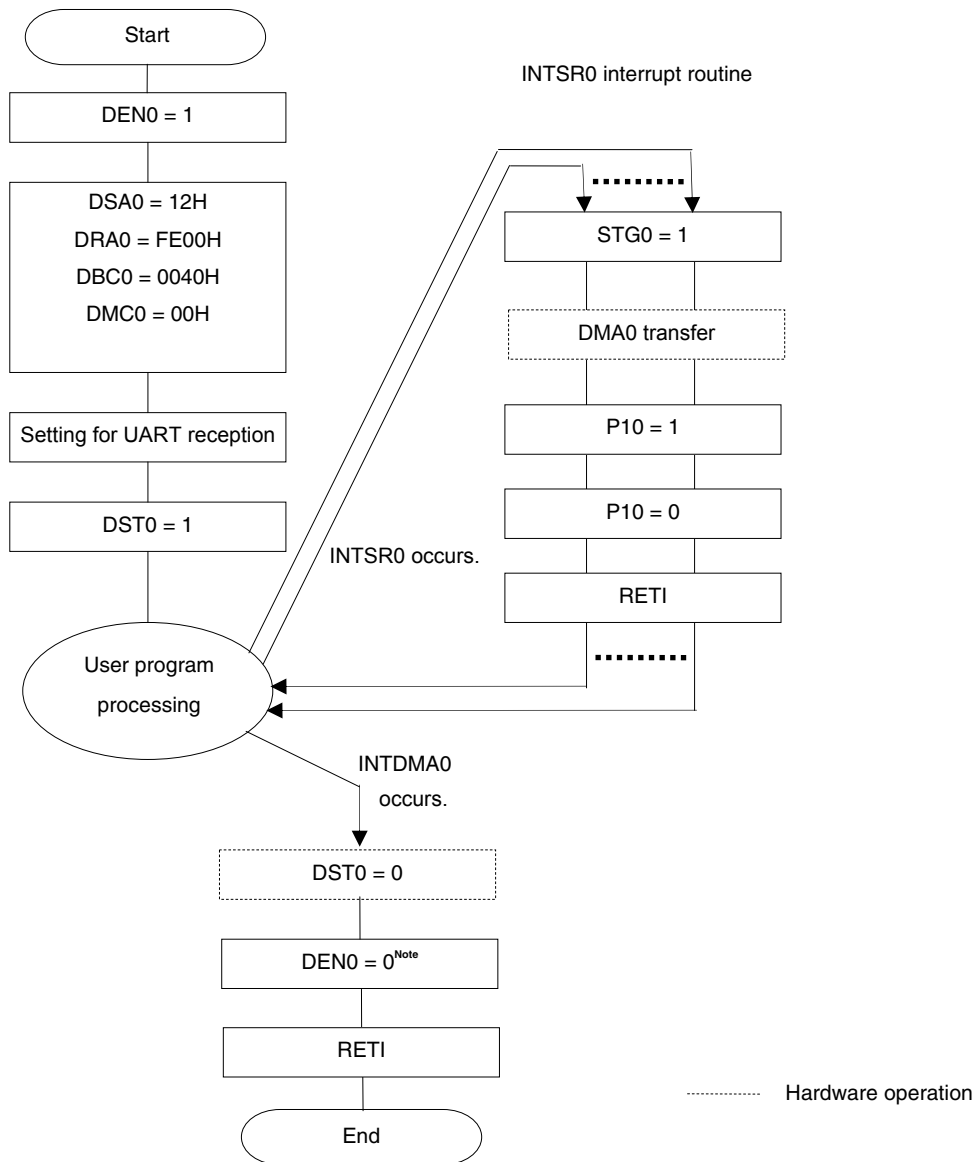 Start
DEN0 = 1
DSA0 = 12H
DRA0 = FE00H
DBC0 = 0040H
DMC0 = 00H
Setting for UART reception
DST0 = 1
User program
processing
INTSR0 occurs.
INTSR0 interrupt routine
STG0 = 1
DMA0 transfer
P10 = 1
P10 = 0
RETI
INTDMA0
occurs.
DST0 = 0
DEN0 = 0Note
RETI
End
Hardware operation